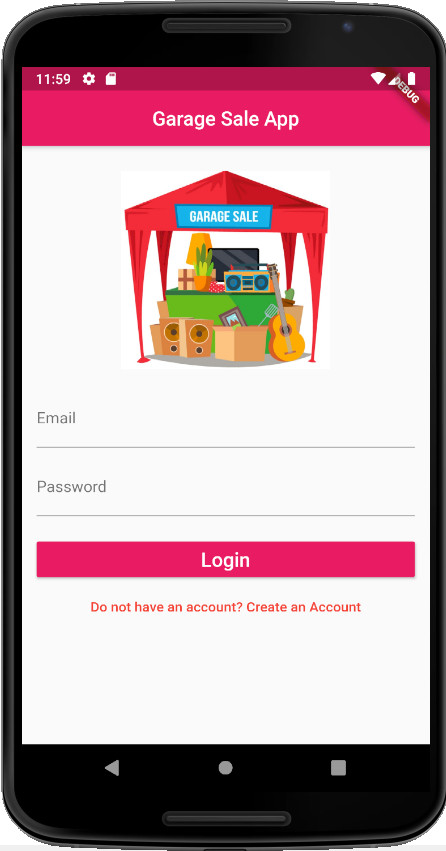 11:59
DEBUG
Garage Sale App
GARAGE SALE
Email
Password
Login
Do not have an account? Create an Account